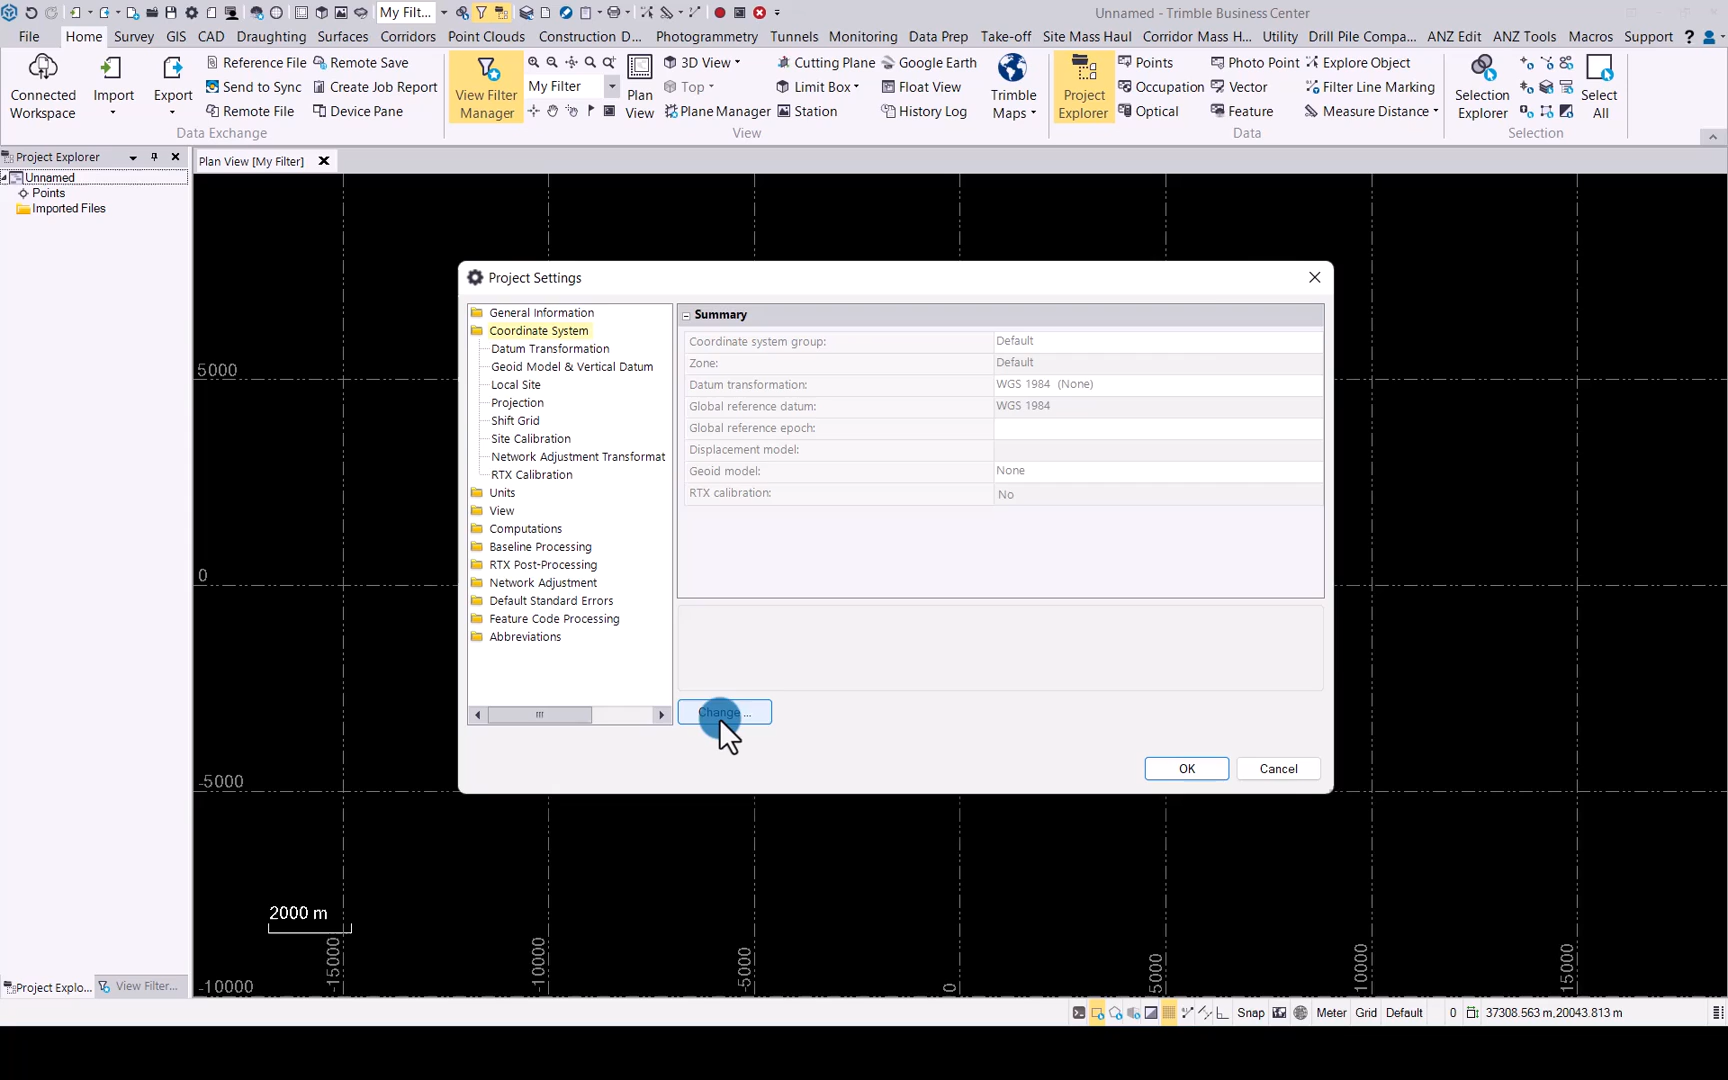 My Filt...
Unnamed - Trimble Business Center
File Home Survey GIS CAD Draughting Surfaces Corridors Point Clouds Construction D... Photogrammetry Tunnels Monitoring Data Prep Take-off Site Mass Haul Corridor Mass H... Utility Drill Pile Compa... ANZ Edit ANZ Tools Macros Support ?
Connected Workspace
Import
Export
Reference File
Remote Save
Send to Sync
Create Job Report
Remote File
Device Pane
Data Exchange
View Filter Manager
My Filter
Plan View
3D View
Cutting Plane
Google Earth
Top
Limit Box
Float View
Plane Manager
Station
History Log
Trimble Maps
View
Project Explorer
Points
Photo Point
Explore Object
Occupation
Vector
Filter Line Marking
Optical
Feature
Measure Distance
Data
Selection Explorer
Select All
Selection
Project Explorer
Plan View [My Filter]
Unnamed
Points
Imported Files
Project Settings
General Information
Coordinate System
Datum Transformation
Geoid Model & Vertical Datum
Local Site
Projection
Shift Grid
Site Calibration
Network Adjustment Transformat
RTX Calibration
Units
View
Computations
Baseline Processing
RTX Post-Processing
Network Adjustment
Default Standard Errors
Feature Code Processing
Abbreviations
Summary
Coordinate system group: Default
Zone: Default
Datum transformation: WGS 1984 (None)
Global reference datum: WGS 1984
Global reference epoch:
Displacement model:
Geoid model: None
RTX calibration: No
Change ...
OK Cancel
5000
0
-5000
-10000
2000 m
-15000
-10000
-5000
0
5000
10000
15000
Project Explo... View Filter...
Snap Meter Grid Default 0 37308.563 m,20043.813 m